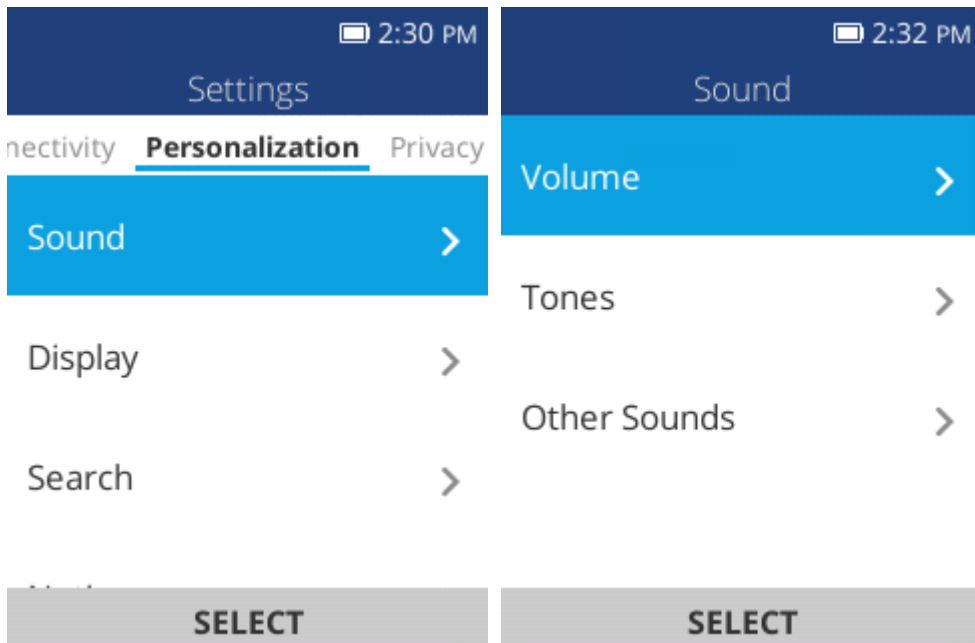 2:30 PM
Settings
nectivity Personalization Privacy
Sound
Display
Search
SELECT
2:32 PM
Sound
Volume
Tones
Other Sounds
SELECT